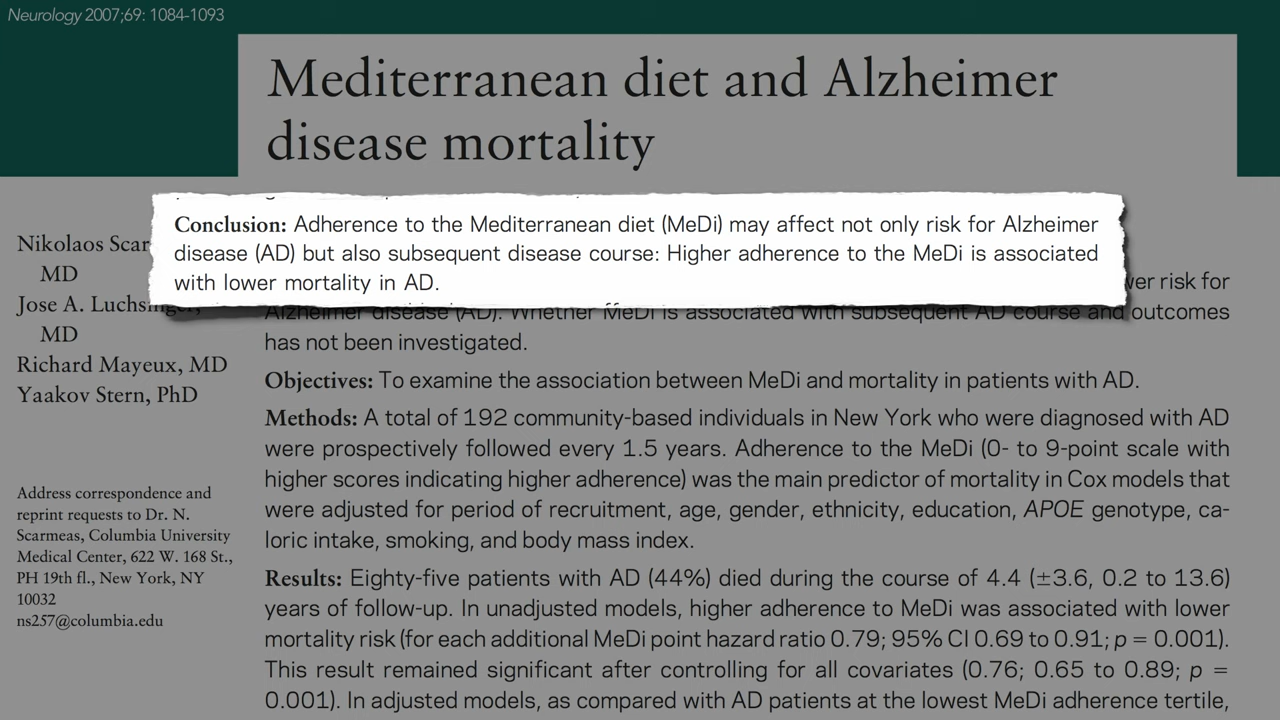 Neurology 2007;69: 1084-1093
Mediterranean diet and Alzheimer
disease mortality
Conclusion: Adherence to the Mediterranean diet (MeDi) may affect not only risk for Alzheimer
disease (AD) but also subsequent disease course: Higher adherence to the MeDi is associated
with lower mortality in AD.
Nikolaos
MD
Jose A. Luchsinger,
MD
Richard Mayeux, MD
Yaakov Stern, PhD
Address correspondence and
reprint requests to Dr. N.
Scarmeas, Columbia University
Medical Center, 622 W. 168 St.,
PH 19th fl., New York, NY
10032
ns257@columbia.edu
risk for
Alzheimer disease (AD). Whether MeDi is associated with subsequent AD course and outcomes
has not been investigated.
Objectives: To examine the association between MeDi and mortality in patients with AD.
Methods: A total of 192 community-based individuals in New York who were diagnosed with AD
were prospectively followed every 1.5 years. Adherence to the MeDi (0- to 9-point scale with
higher scores indicating higher adherence) was the main predictor of mortality in Cox models that
were adjusted for period of recruitment, age, gender, ethnicity, education, APOE genotype, ca-
loric intake, smoking, and body mass index.
Results: Eighty-five patients with AD (44%) died during the course of 4.4 (±3.6, 0.2 to 13.6)
years of follow-up. In unadjusted models, higher adherence to MeDi was associated with lower
mortality risk (for each additional MeDi point hazard ratio 0.79; 95% CI 0.69 to 0.91; p = 0.001).
This result remained significant after controlling for all covariates (0.76; 0.65 to 0.89; p =
0.001). In adjusted models, as compared with AD patients at the lowest MeDi adherence tertile,